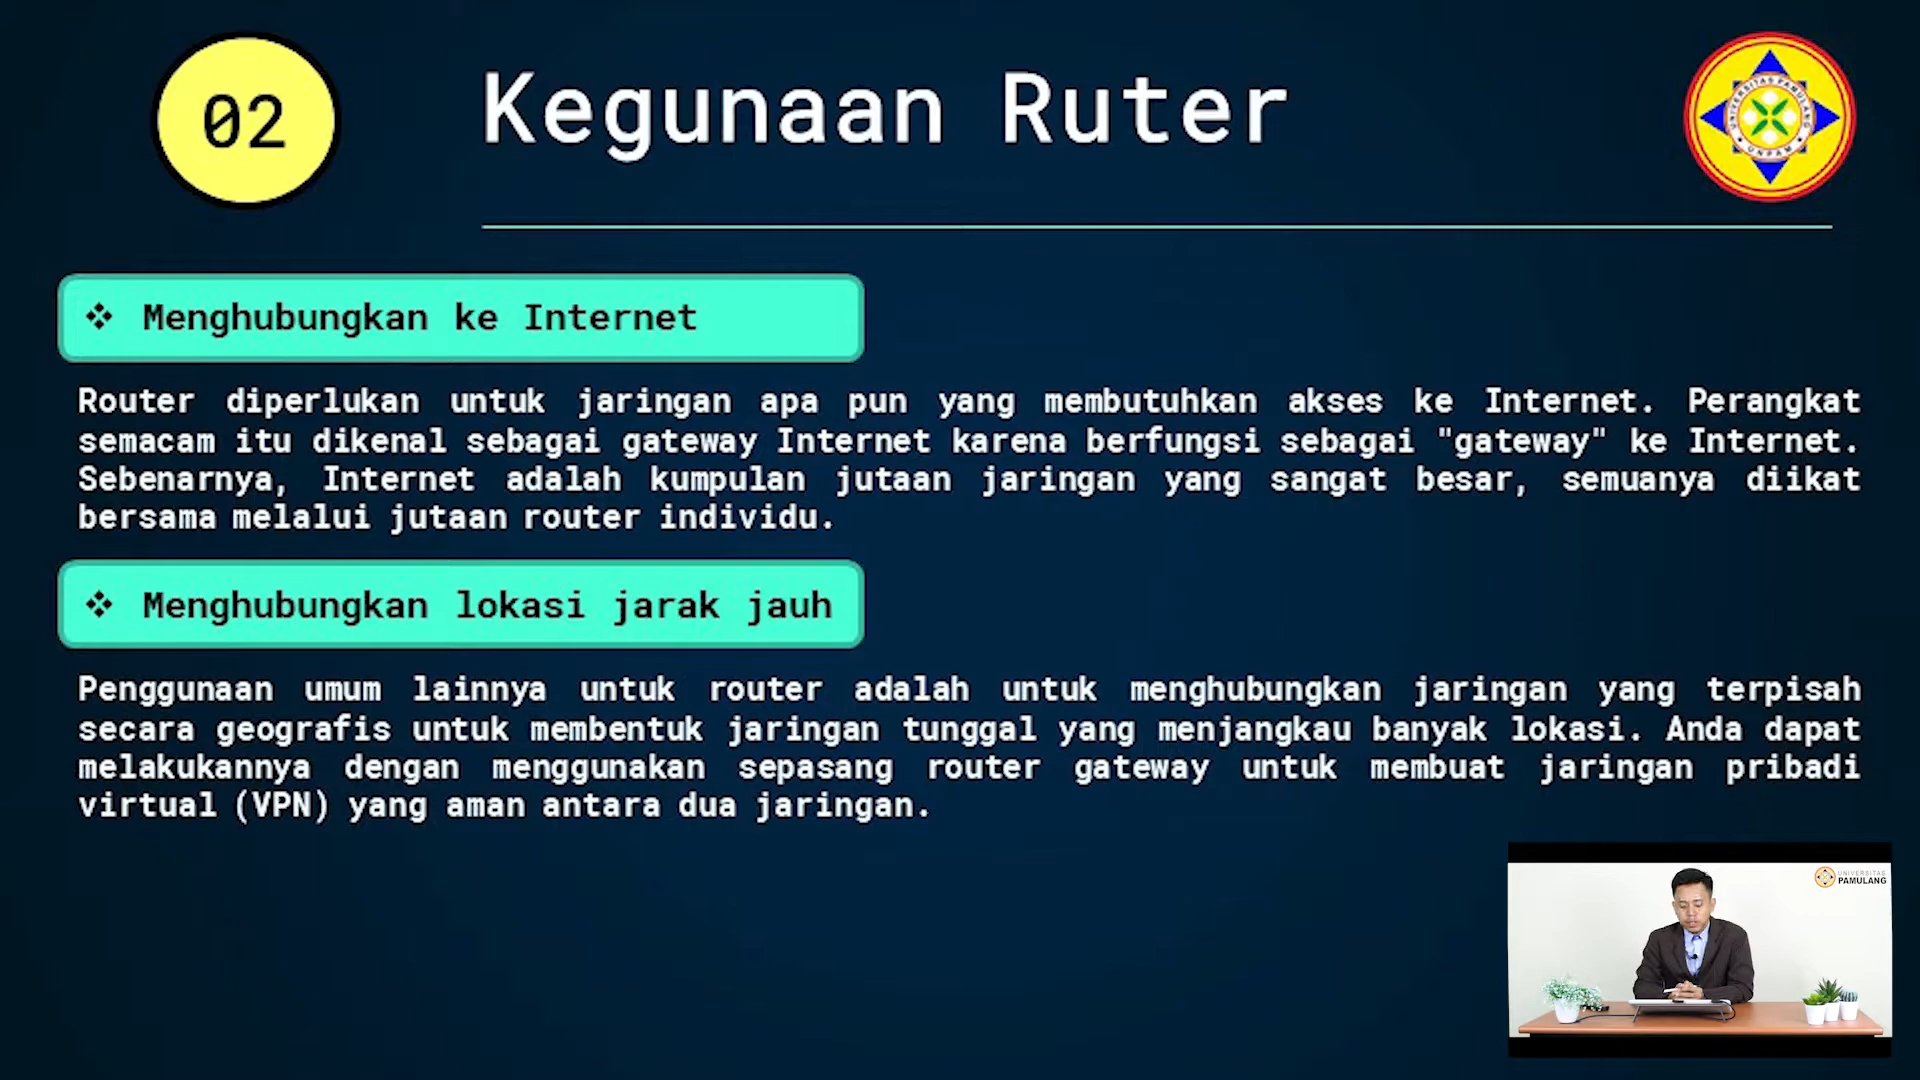 02
Kegunaan Ruter
UNIVERSITAS PAMULANG
UNPAM
❖ Menghubungkan ke Internet
Router diperlukan untuk jaringan apa pun yang membutuhkan akses ke Internet. Perangkat
semacam itu dikenal sebagai gateway Internet karena berfungsi sebagai "gateway" ke Internet.
Sebenarnya, Internet adalah kumpulan jutaan jaringan yang sangat besar, semuanya diikat
bersama melalui jutaan router individu.
❖ Menghubungkan lokasi jarak jauh
Penggunaan umum lainnya untuk router adalah untuk menghubungkan jaringan yang terpisah
secara geografis untuk membentuk jaringan tunggal yang menjangkau banyak lokasi. Anda dapat
melakukannya dengan menggunakan sepasang router gateway untuk membuat jaringan pribadi
virtual (VPN) yang aman antara dua jaringan.
UNIVERSITAS
PAMULANG